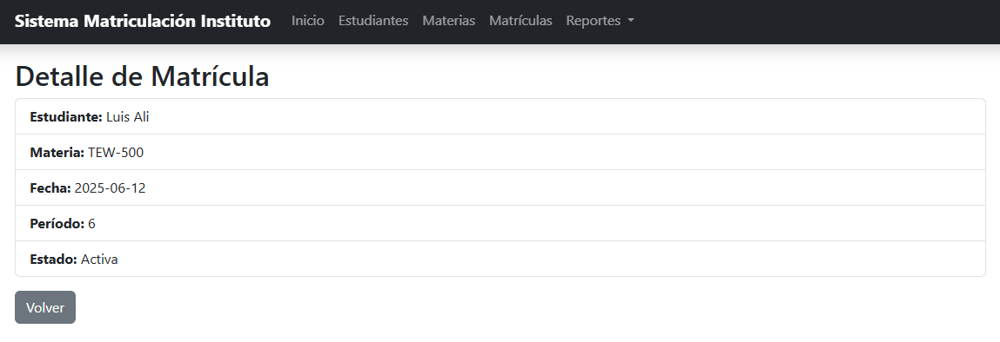 Sistema Matriculación Instituto Inicio Estudiantes Materias Matrículas Reportes
Detalle de Matrícula
Estudiante: Luis Ali
Materia: TEW-500
Fecha: 2025-06-12
Período: 6
Estado: Activa
Volver